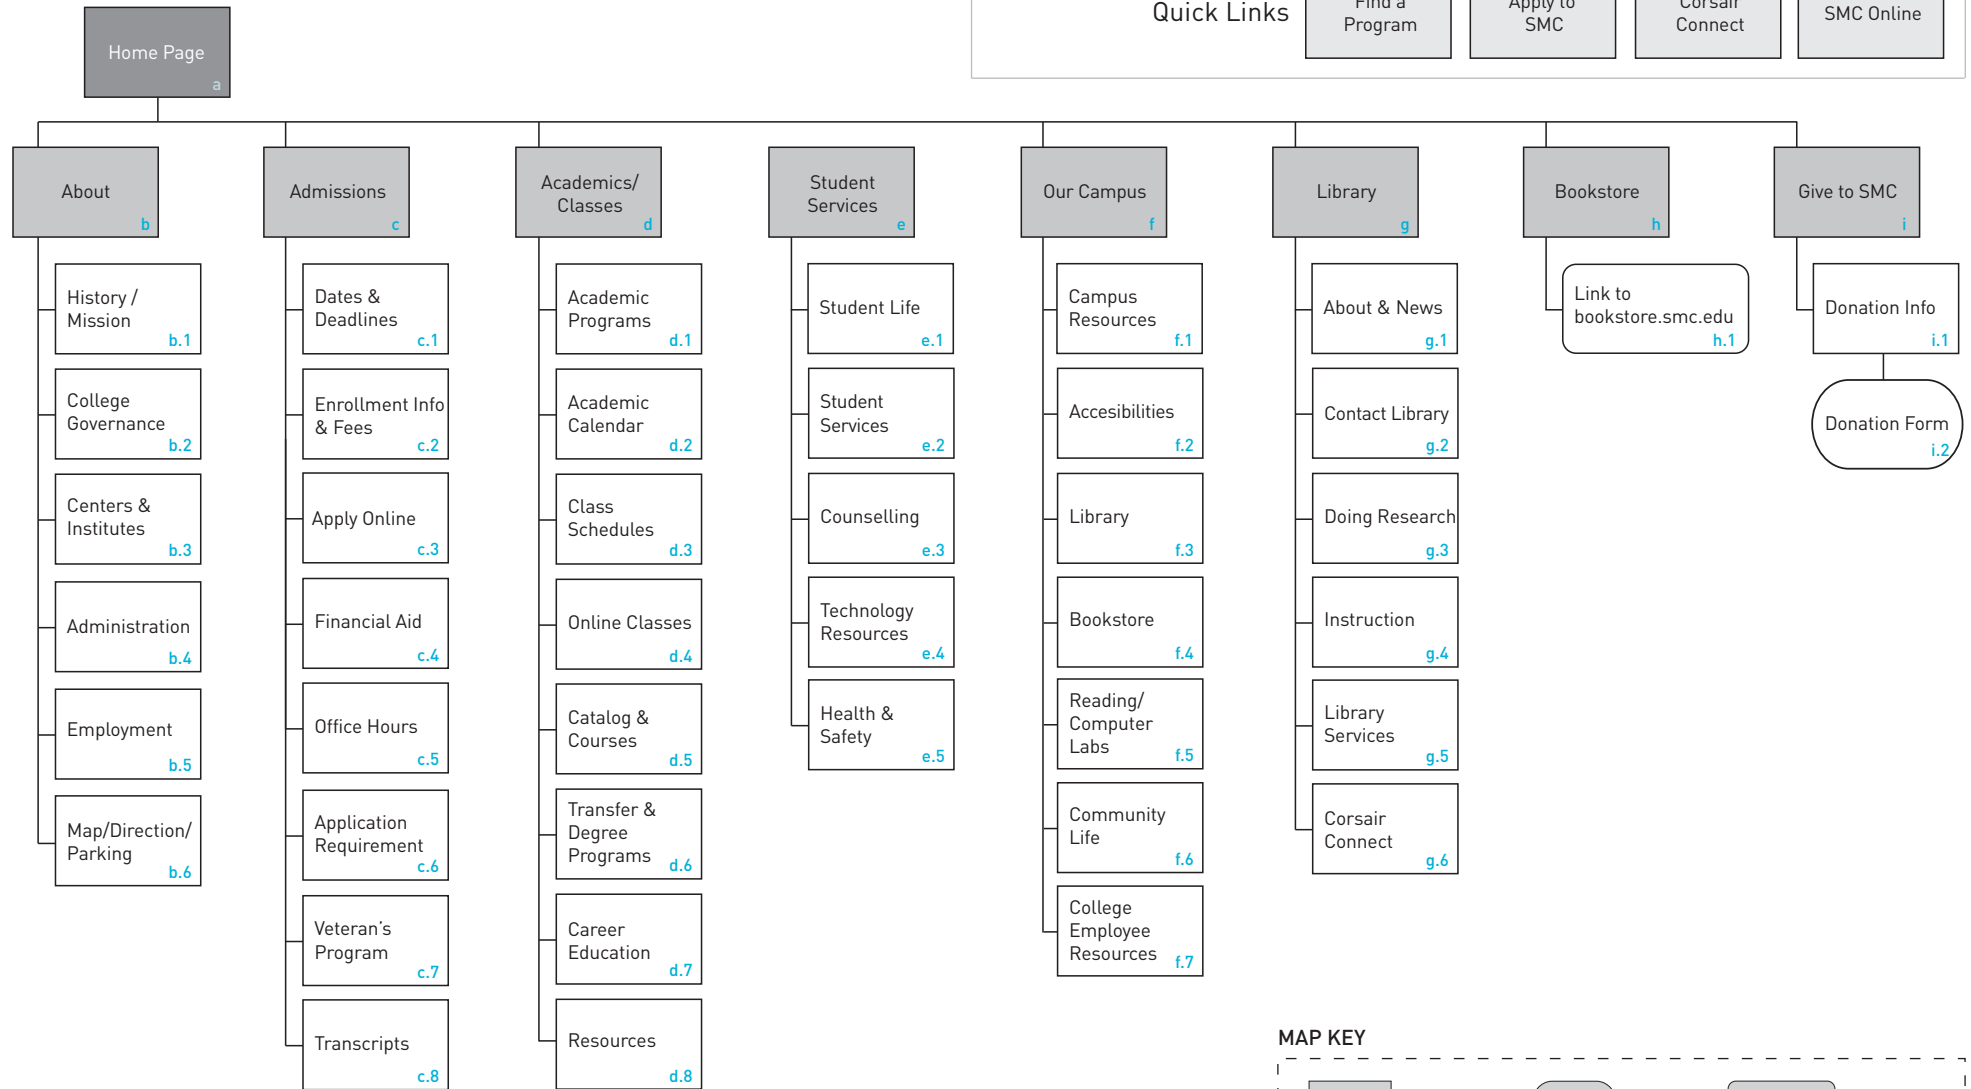 Quick Links
Find a
Program
Apply to
SMC
Corsair
Connect
SMC Online
Home Page
a
About
b
Admissions
c
Academics/
Classes
d
Student
Services
e
Our Campus
f
Library
g
Bookstore
h
Give to SMC
i
History /
Mission
b.1
College
Governance
b.2
Centers &
Institutes
b.3
Administration
b.4
Employment
b.5
Map/Direction/
Parking
b.6
Dates &
Deadlines
c.1
Enrollment Info
& Fees
c.2
Apply Online
c.3
Financial Aid
c.4
Office Hours
c.5
Application
Requirement
c.6
Veteran's
Program
c.7
Transcripts
c.8
Academic
Programs
d.1
Academic
Calendar
d.2
Class
Schedules
d.3
Online Classes
d.4
Catalog &
Courses
d.5
Transfer &
Degree
Programs
d.6
Career
Education
d.7
Resources
d.8
Student Life
e.1
Student
Services
e.2
Counselling
e.3
Technology
Resources
e.4
Health &
Safety
e.5
Campus
Resources
f.1
Accesibilities
f.2
Library
f.3
Bookstore
f.4
Reading/
Computer
Labs
f.5
Community
Life
f.6
College
Employee
Resources
f.7
About & News
g.1
Contact Library
g.2
Doing Research
g.3
Instruction
g.4
Library
Services
g.5
Corsair
Connect
g.6
Link to
bookstore.smc.edu
h.1
Donation Info
i.1
Donation Form
i.2
MAP KEY